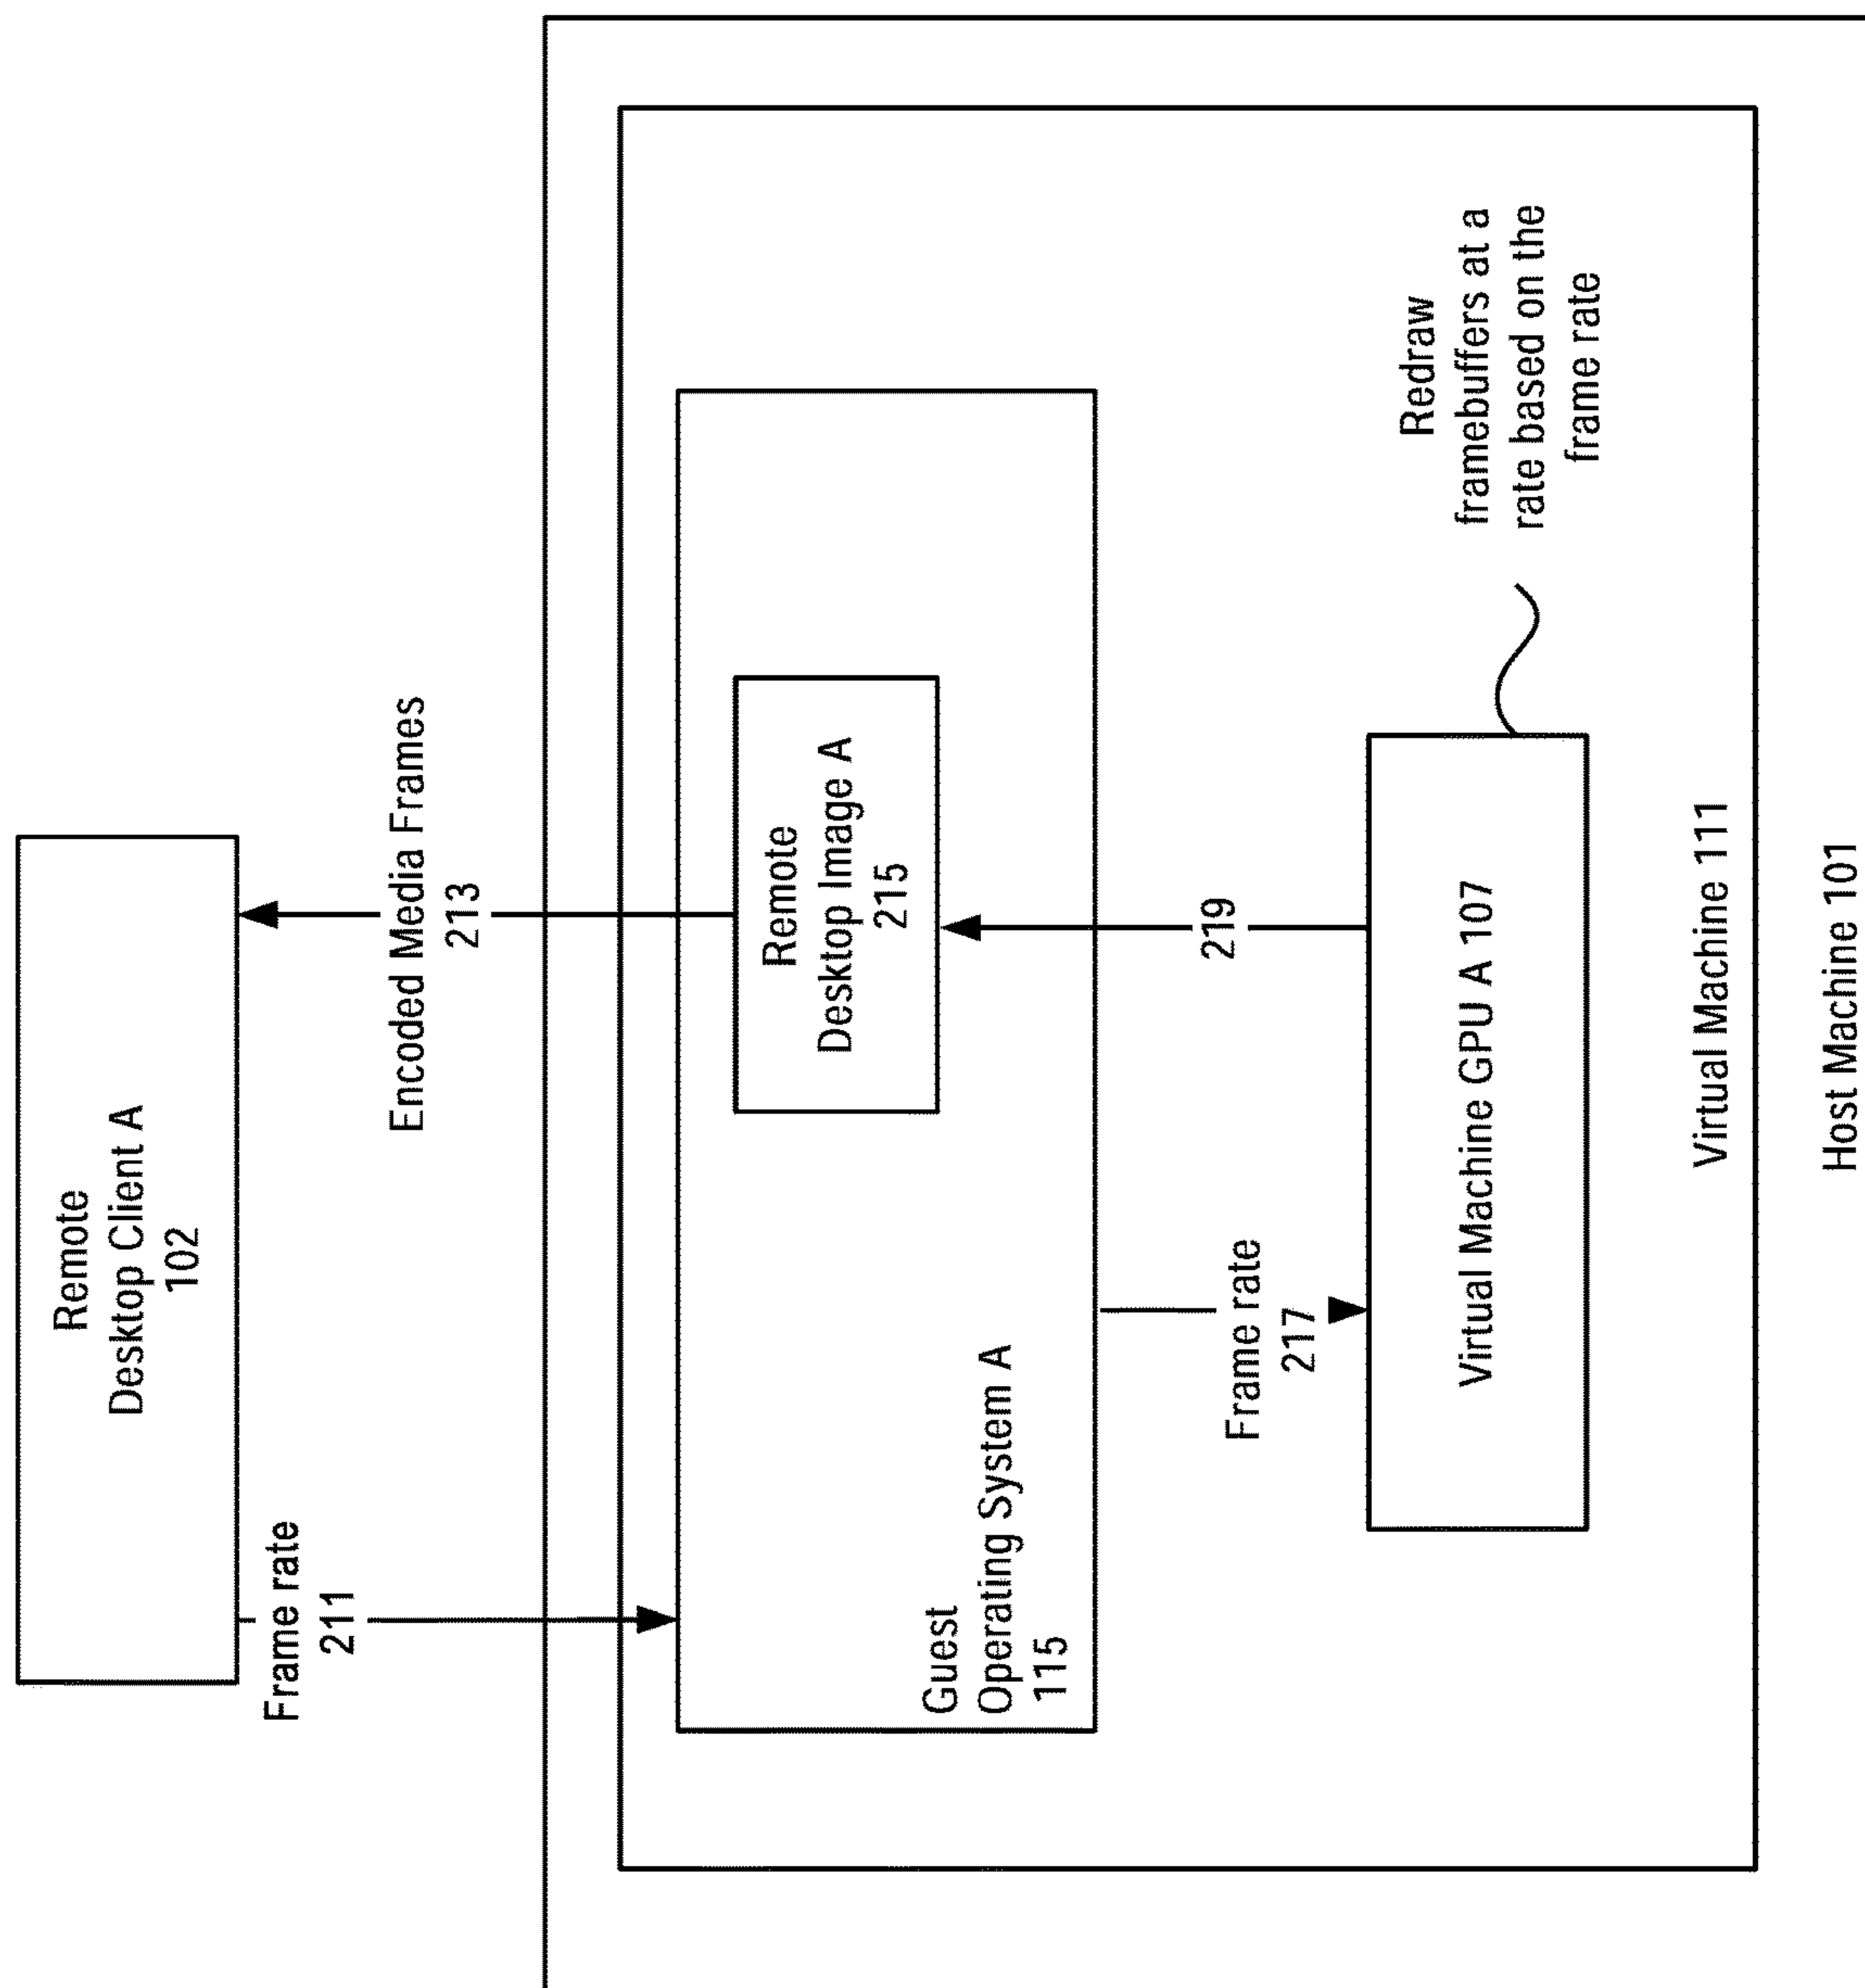 Remote
Desktop Client A
102
Frame rate
211
Encoded Media Frames
213
Remote
Desktop Image A
215
Guest
Operating System A
115
Frame rate
217
219
Virtual Machine GPU A 107
Redraw
framebuffers at a
rate based on the
frame rate
Virtual Machine 111
Host Machine 101